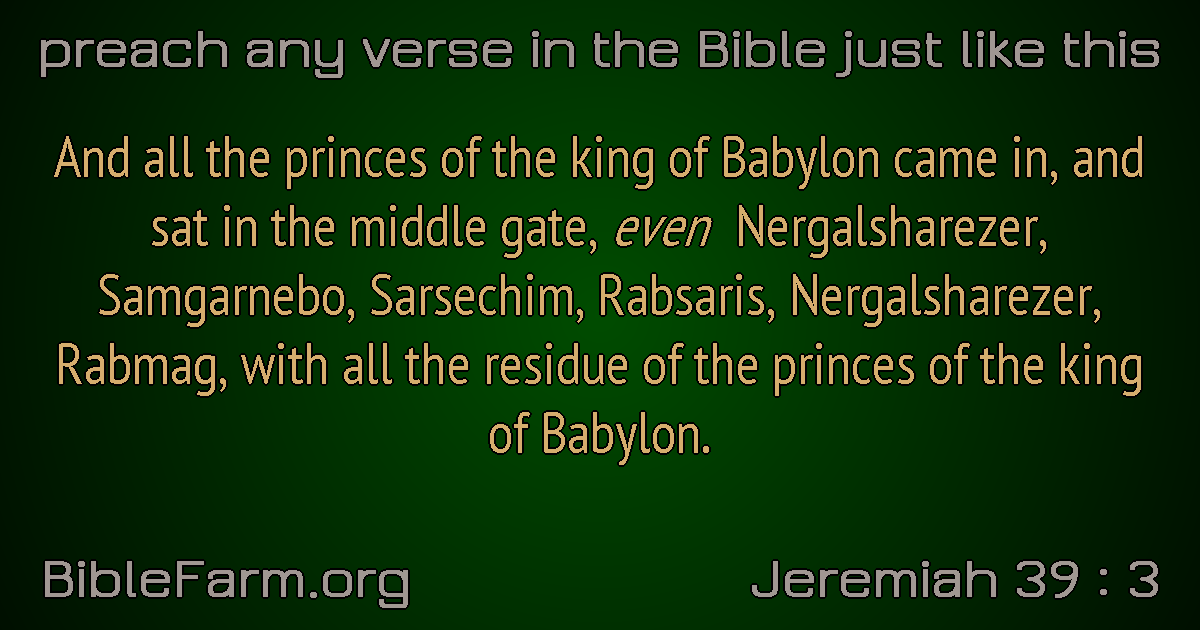 preach any verse in the Bible just like this
And all the princes of the king of Babylon came in, and
sat in the middle gate, even Nergalsharezer,
Samgarnebo, Sarsechim, Rabsaris, Nergalsharezer,
Rabmag, with all the residue of the princes of the king
of Babylon.
BibleFarm.org
Jeremiah 39 : 3